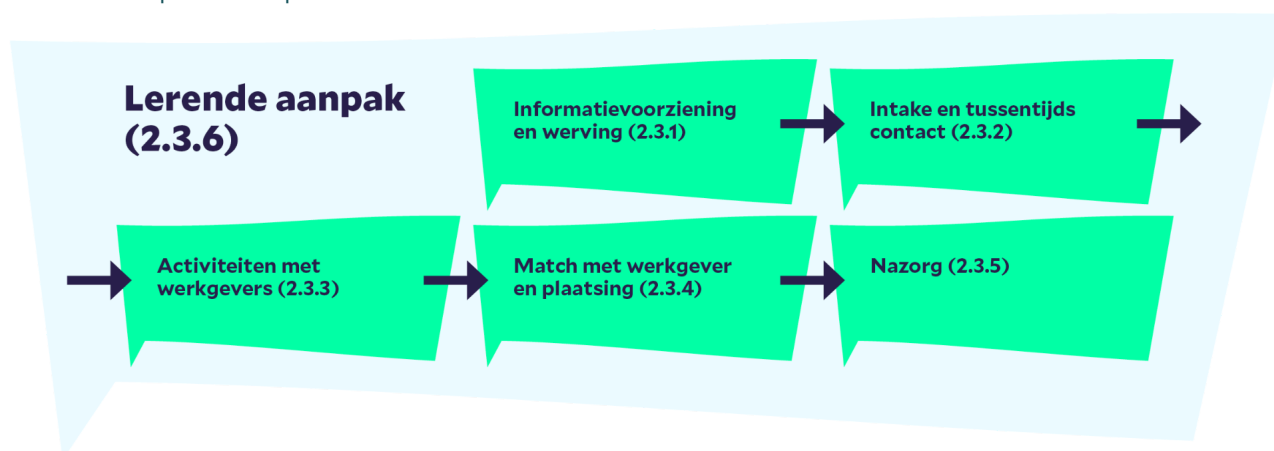 Lerende aanpak
(2.3.6)
Informatievoorziening
en werving (2.3.1)
Intake en tussentijds
contact (2.3.2)
Activiteiten met
werkgevers (2.3.3)
Match met werkgever
en plaatsing (2.3.4)
Nazorg (2.3.5)